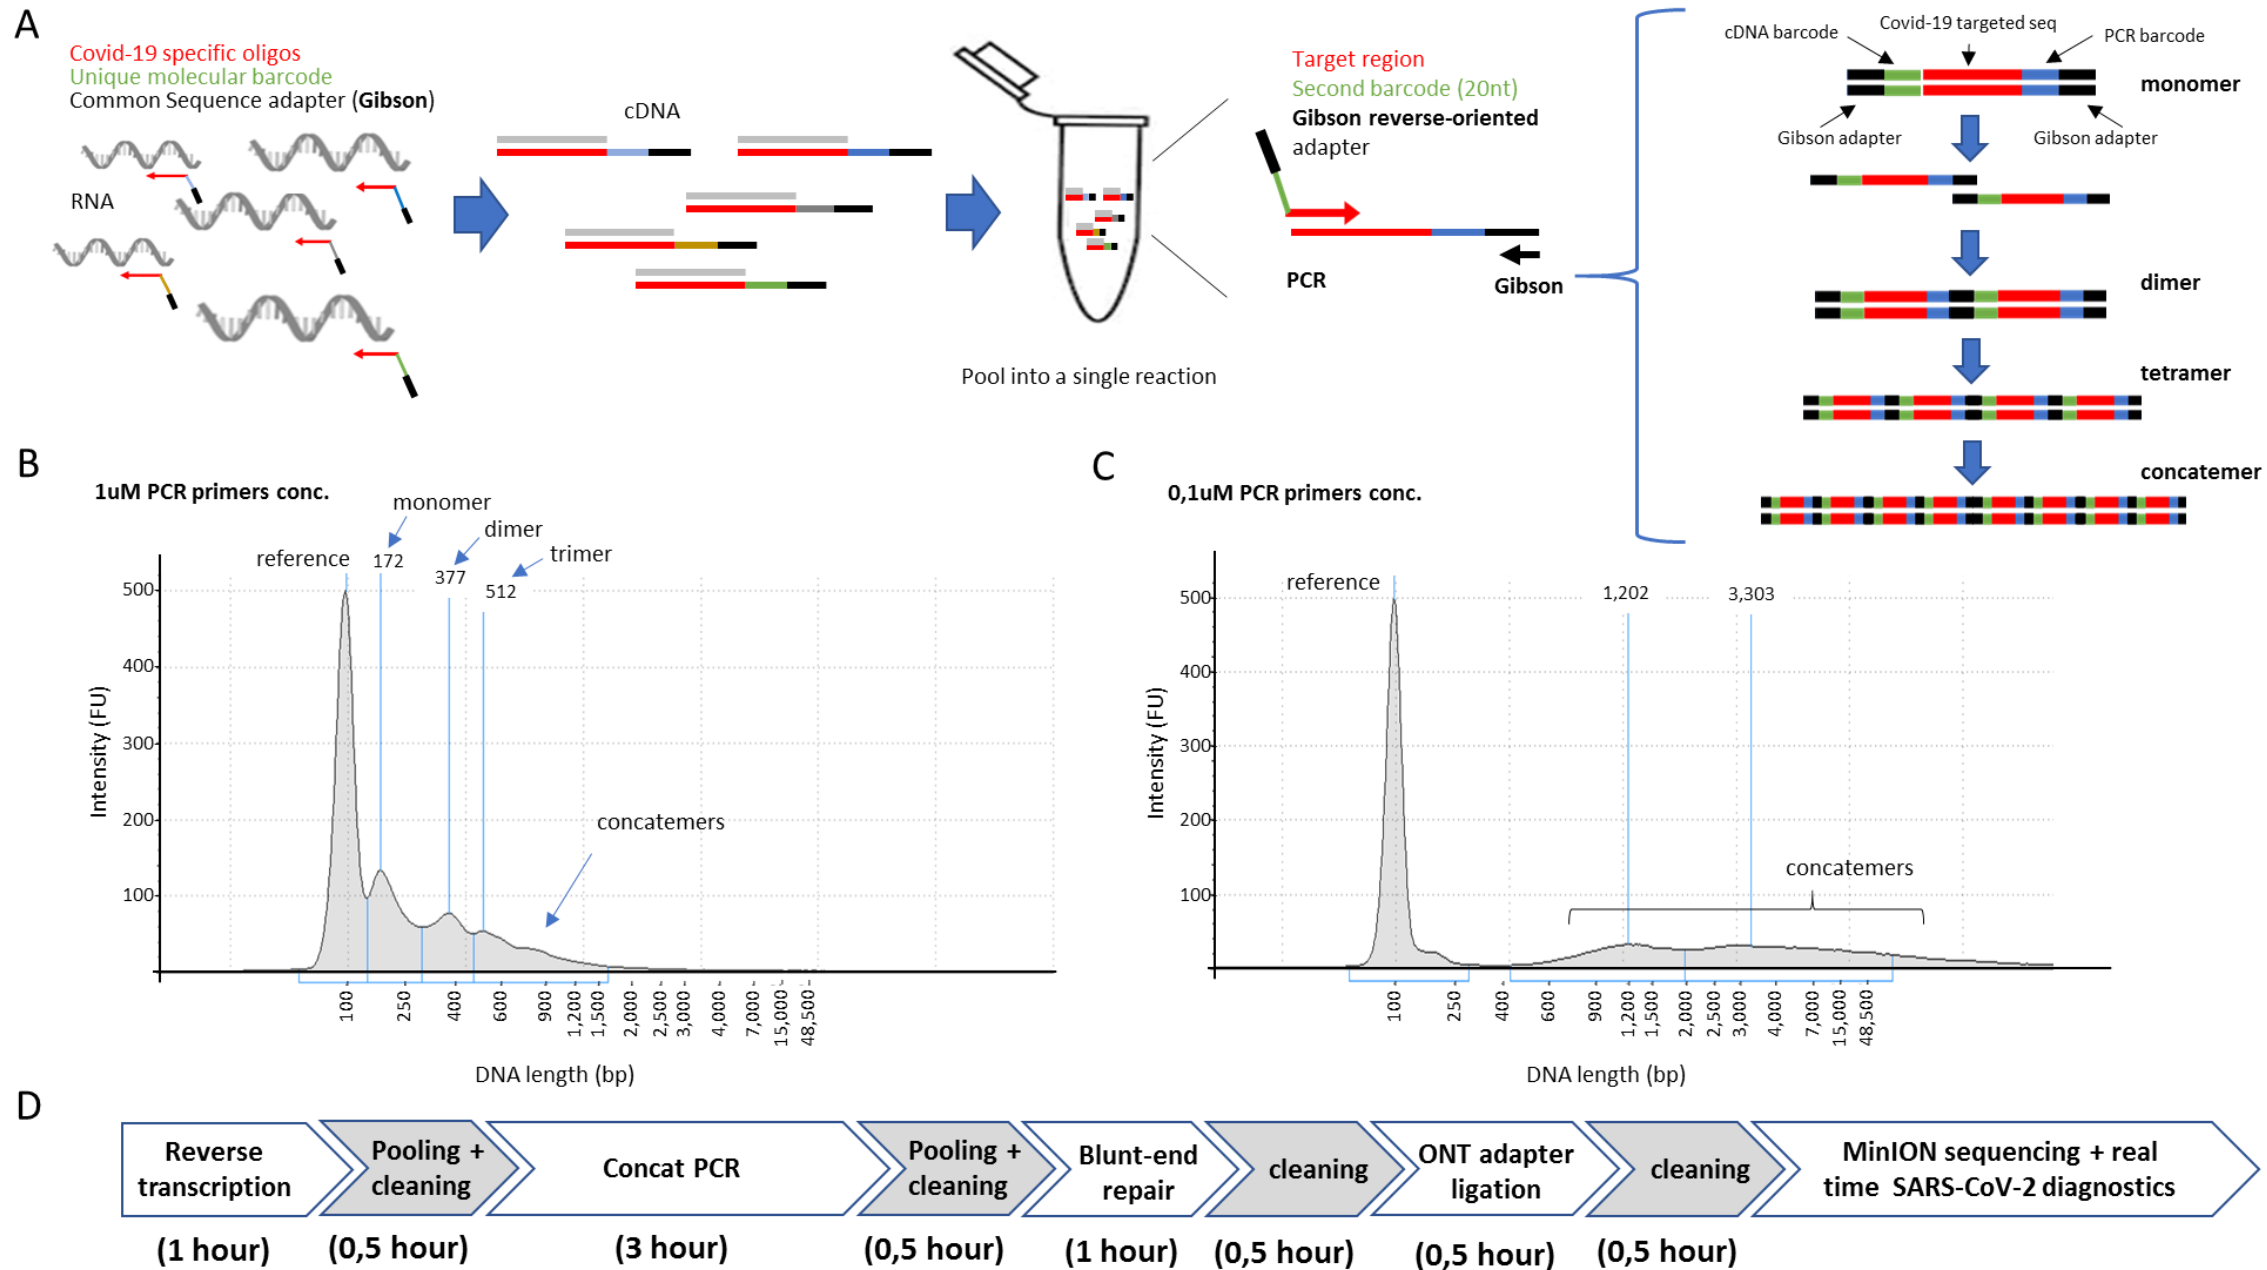 A
Covid-19 specific oligos
Unique molecular barcode
Common Sequence adapter (Gibson)
RNA
cDNA
Pool into a single reaction
Target region
Second barcode (20nt)
Gibson reverse-oriented
adapter
PCR
Gibson
cDNA barcode
Covid-19 targeted seq
PCR barcode
monomer
Gibson adapter
Gibson adapter
dimer
tetramer
concatemer
B
1uM PCR primers conc.
monomer
dimer
trimer
reference
172
377
512
concatemers
500
400
300
200
100
Intensity (FU)
100
250
400
600
900
1,200
1,500
2,000
2,500
3,000
4,000
7,000
15,000
48,500
DNA length (bp)
C
0,1uM PCR primers conc.
reference
1,202
3,303
concatemers
500
400
300
200
100
Intensity (FU)
100
250
400
600
900
1,200
1,500
2,000
2,500
3,000
4,000
7,000
15,000
48,500
DNA length (bp)
D
Reverse
transcription
(1 hour)
Pooling +
cleaning
(0,5 hour)
Concat PCR
(3 hour)
Pooling +
cleaning
(0,5 hour)
Blunt-end
repair
(1 hour)
cleaning
(0,5 hour)
ONT adapter
ligation
(0,5 hour)
cleaning
(0,5 hour)
MinION sequencing + real
time SARS-CoV-2 diagnostics